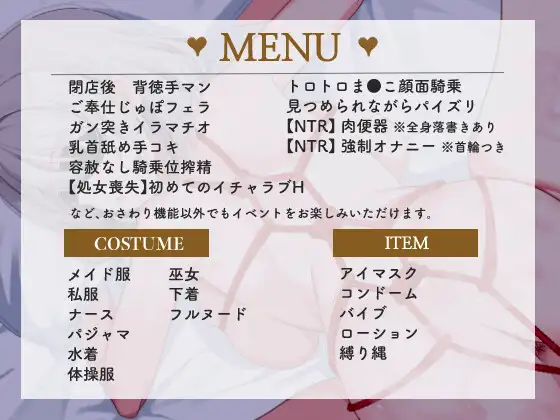 ♥ MENU ♥
閉店後 背徳手マン
ご奉仕じゅぽフェラ
ガン突きイラマチオ
乳首舐め手コキ
容赦なし騎乗位搾精
【処女喪失】初めてのイチャラブH
トロトロま●こ顔面騎乗
見つめられながらパイズリ
【NTR】肉便器 ※全身落書きあり
【NTR】強制オナニー ※首輪つき
など、おさわり機能以外でもイベントをお楽しみいただけます。
COSTUME
メイド服
私服
ナース
パジャマ
水着
体操服
巫女
下着
フルヌード
ITEM
アイマスク
コンドーム
バイブ
ローション
縛り縄